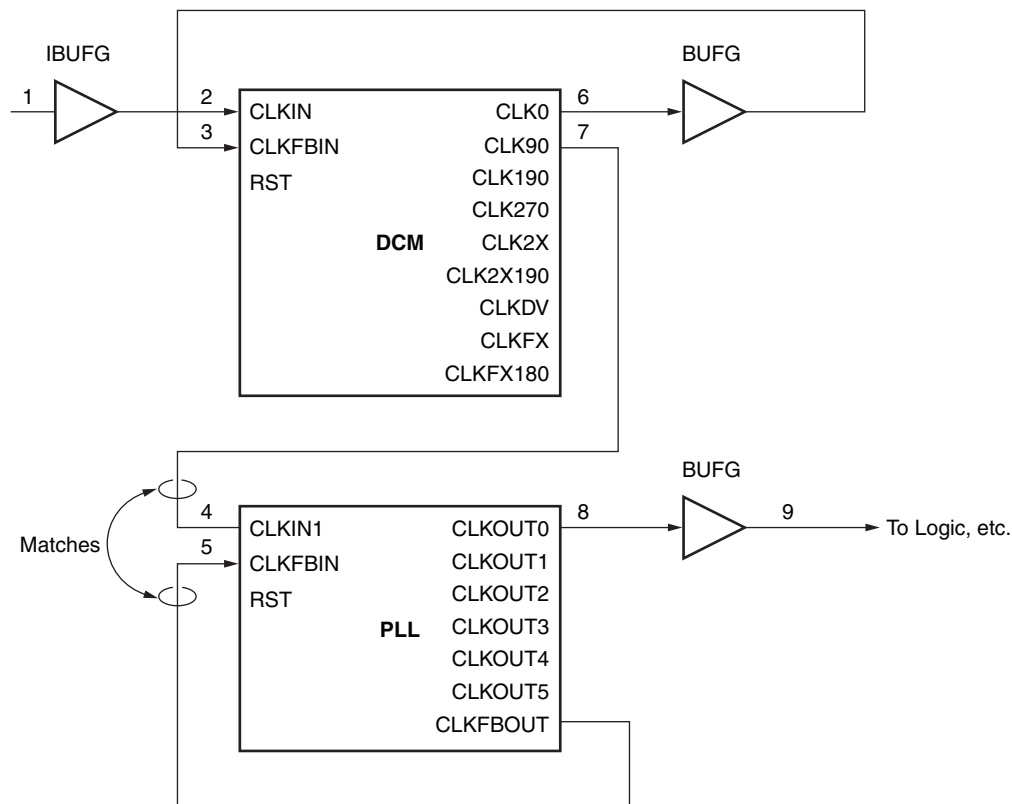 IBUFG
BUFG
1
2
CLKIN
CLK0
6
3
CLKFBIN
CLK90
7
RST
CLK190
CLK270
DCM
CLK2X
CLK2X190
CLKDV
CLKFX
CLKFX180
BUFG
Matches
4
CLKIN1
CLKOUT0
8
9
To Logic, etc.
5
CLKFBIN
CLKOUT1
RST
CLKOUT2
PLL
CLKOUT3
CLKOUT4
CLKOUT5
CLKFBOUT